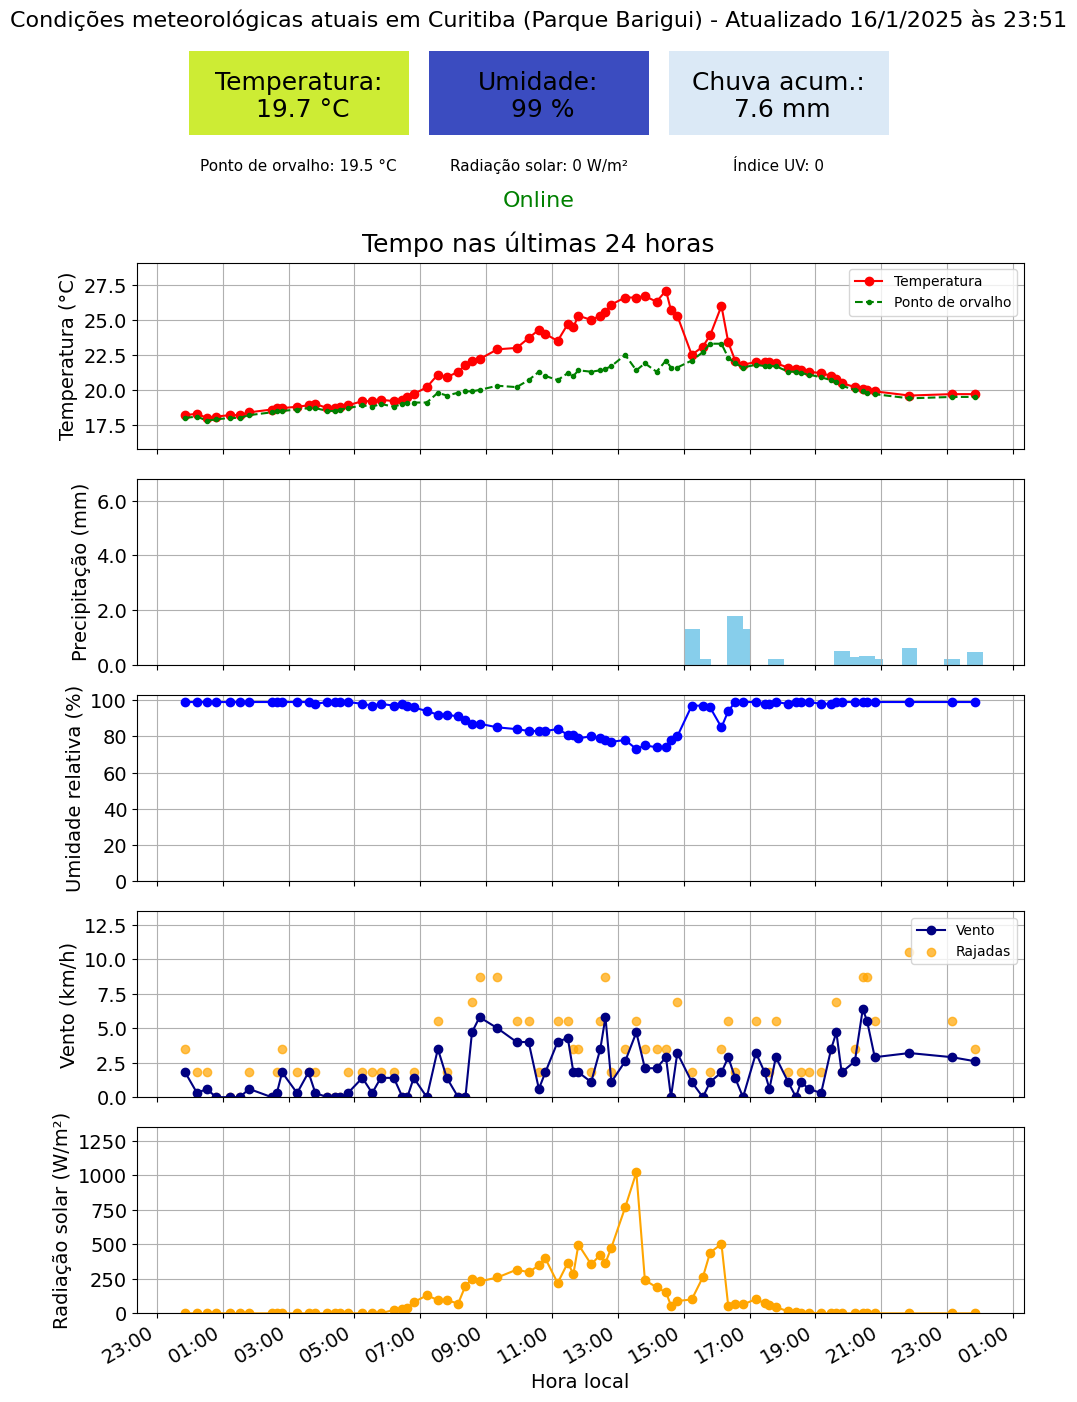 Condições meteorológicas atuais em Curitiba (Parque Barigui) - Atualizado 16/1/2025 às 23:51
Temperatura:
19.7 °C
Umidade:
99 %
Chuva acum.:
7.6 mm
Ponto de orvalho: 19.5 °C
Radiação solar: 0 W/m²
Índice UV: 0
Online
Tempo nas últimas 24 horas
Temperatura (°C)
27.5
25.0
22.5
20.0
17.5
Temperatura
Ponto de orvalho
Precipitação (mm)
6.0
4.0
2.0
0.0
Umidade relativa (%)
100
80
60
40
20
0
Vento (km/h)
12.5
10.0
7.5
5.0
2.5
0.0
Vento
Rajadas
Radiação solar (W/m²)
1250
1000
750
500
250
0
23:00
01:00
03:00
05:00
07:00
09:00
11:00
13:00
15:00
17:00
19:00
21:00
23:00
01:00
Hora local